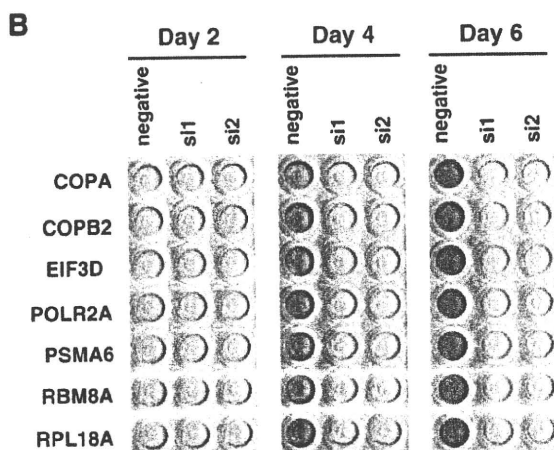 B
Day 2 Day 4 Day 6
negative si1 si2 negative si1 si2 negative si1 si2
COPA
COPB2
EIF3D
POLR2A
PSMA6
RBM8A
RPL18A